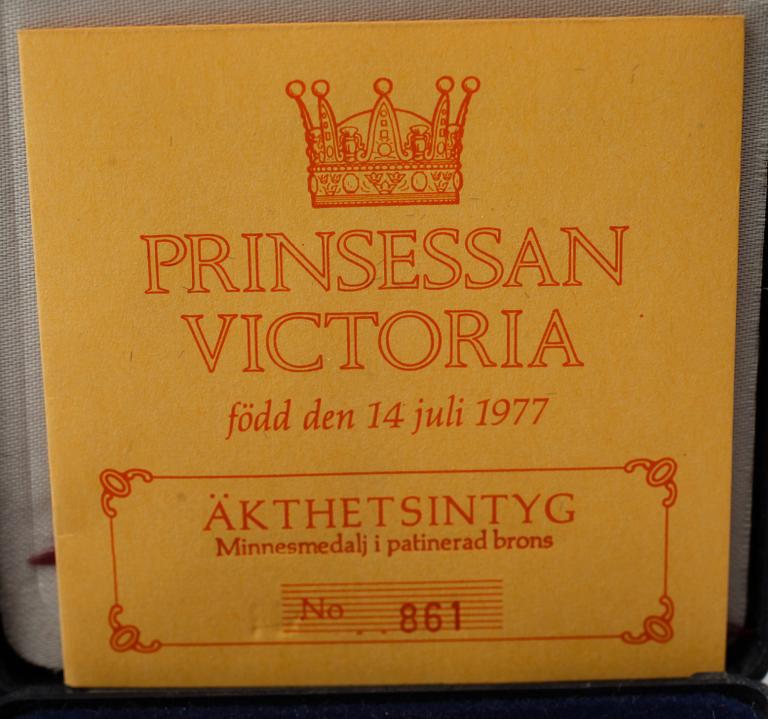 PRINSESSAN
VICTORIA
född den 14 juli 1977
ÄKTHETSINTYG
Minnesmedalj i patinerad brons
No 861